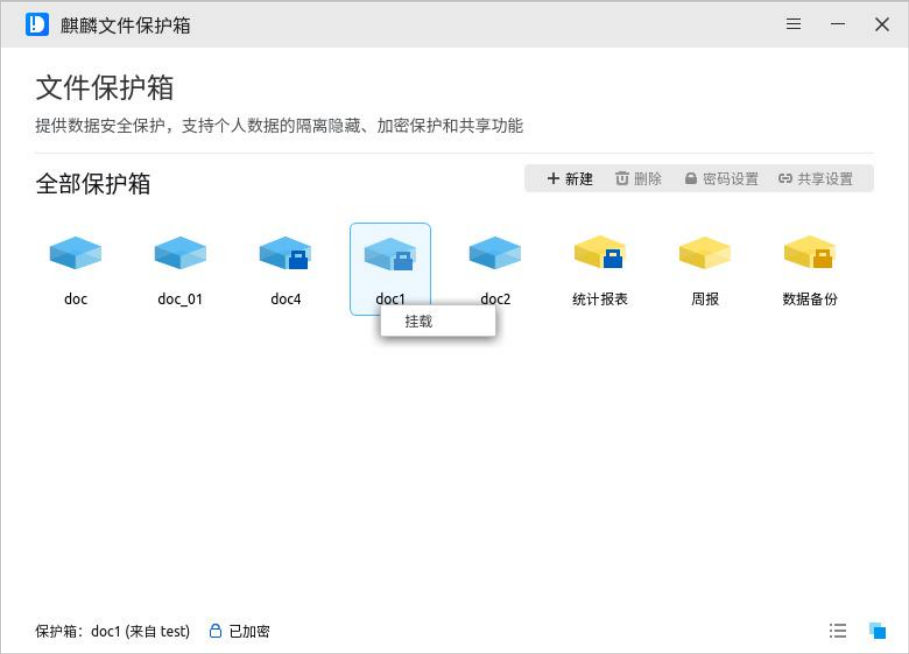 麒麟文件保护箱
文件保护箱
提供数据安全保护，支持个人数据的隔离隐藏、加密保护和共享功能
全部保护箱
新建 删除 密码设置 共享设置
doc doc_01 doc4 doc1 doc2 统计报表 周报 数据备份
挂载
保护箱：doc1 (来自 test) 已加密